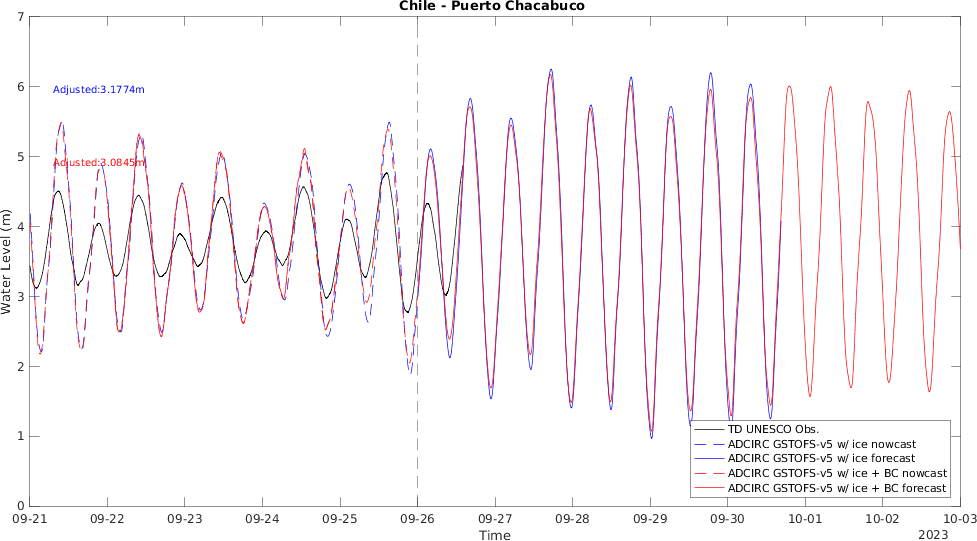 Chile - Puerto Chacabuco
7
6
5
4
3
2
1
0
Water Level (m)
Adjusted:3.1774m
Adjusted:3.0845m
TD UNESCO Obs.
ADCIRC GSTOFS-v5 w/ ice nowcast
ADCIRC GSTOFS-v5 w/ ice forecast
ADCIRC GSTOFS-v5 w/ ice + BC nowcast
ADCIRC GSTOFS-v5 w/ ice + BC forecast
09-21 09-22 09-23 09-24 09-25 09-26 09-27 09-28 09-29 09-30 10-01 10-02 10-03
Time
2023